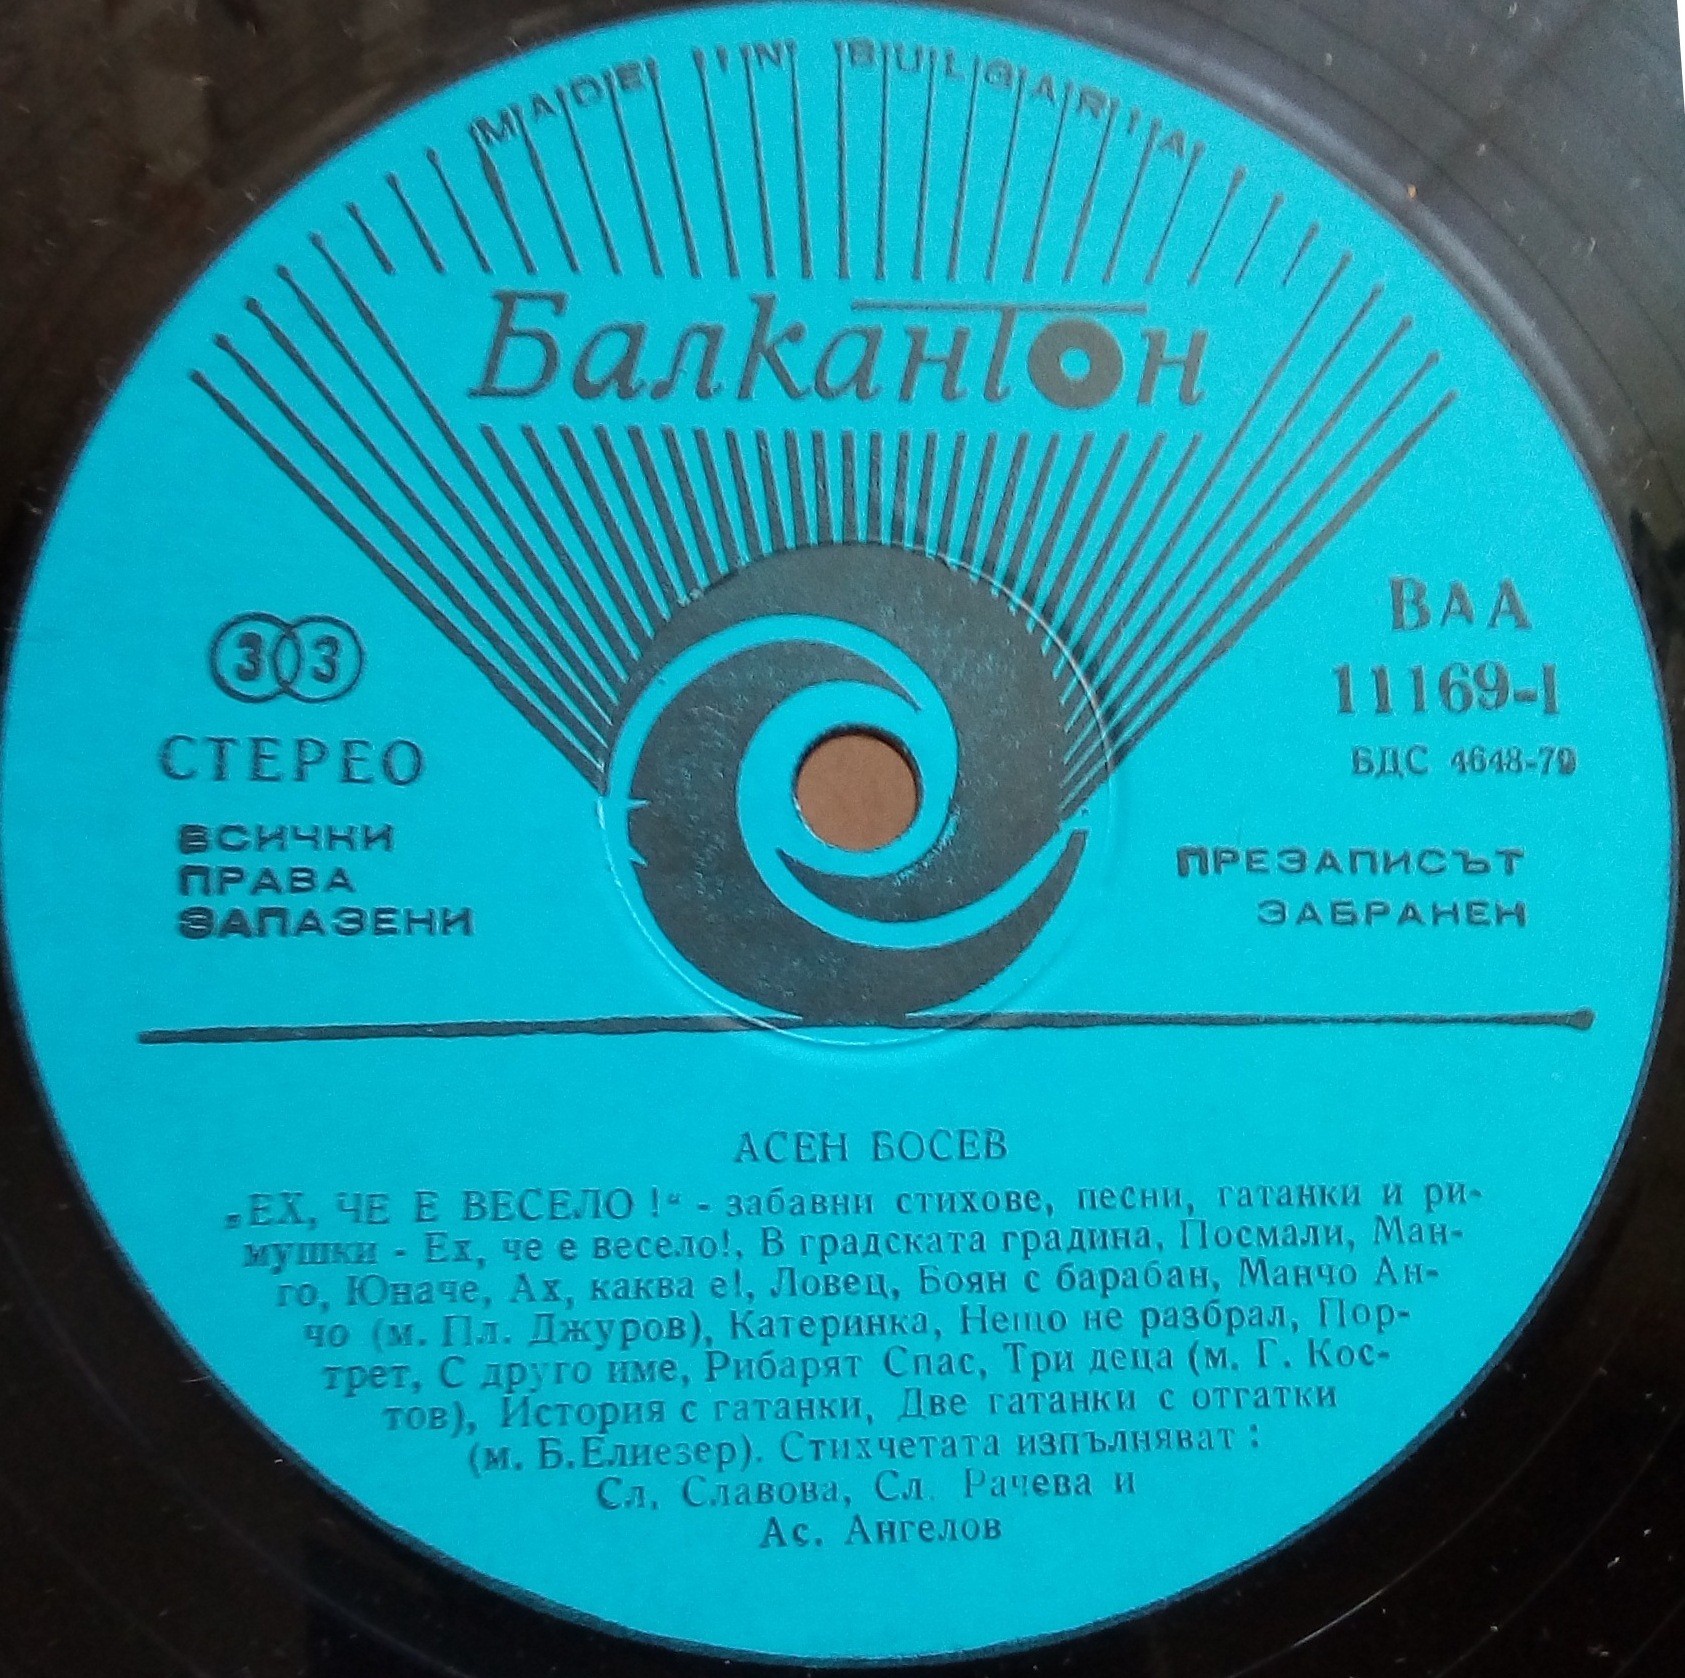 MADE IN BULGARIA
Балкантон
33
СТЕРЕО
ВСИЧКИ
ПРАВА
ЗАПАЗЕНИ
ВАА
11169-I
БДС 4648-79
ПРЕЗАПИСЪТ
ЗАБРАНЕН
АСЕН БОСЕВ
„ЕХ, ЧЕ Е ВЕСЕЛО !“ - забавни стихове, песни, гатанки и ри-
мушки - Ех, че е весело!, В градската градина, Посмали, Ман-
го, Юначе, Ах, каква е!, Ловец, Боян с барабан, Манчо Ан-
чо (м. Пл. Джуров), Катеринка, Нещо не разбрал, Пор-
трет, С друго име, Рибарят Спас, Три деца (м. Г. Кос-
тов), История с гатанки, Две гатанки с отгатки
(м. Б.Елиезер). Стихчетата изпълняват :
Сл. Славова, Сл. Рачева и
Ас. Ангелов